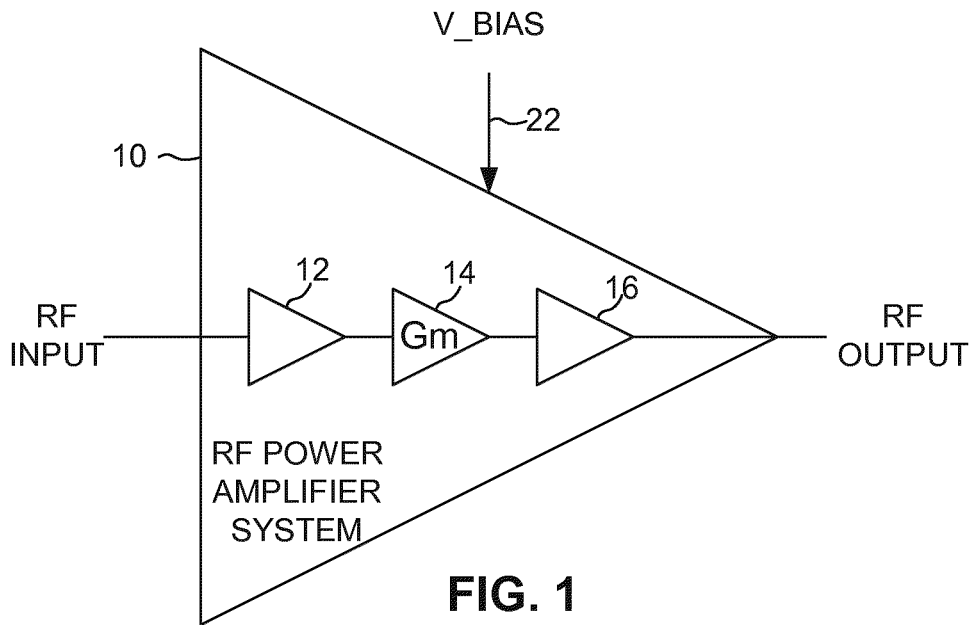 V_BIAS
22
10
12
14
16
Gm
RF
INPUT
RF
OUTPUT
RF POWER
AMPLIFIER
SYSTEM
FIG. 1